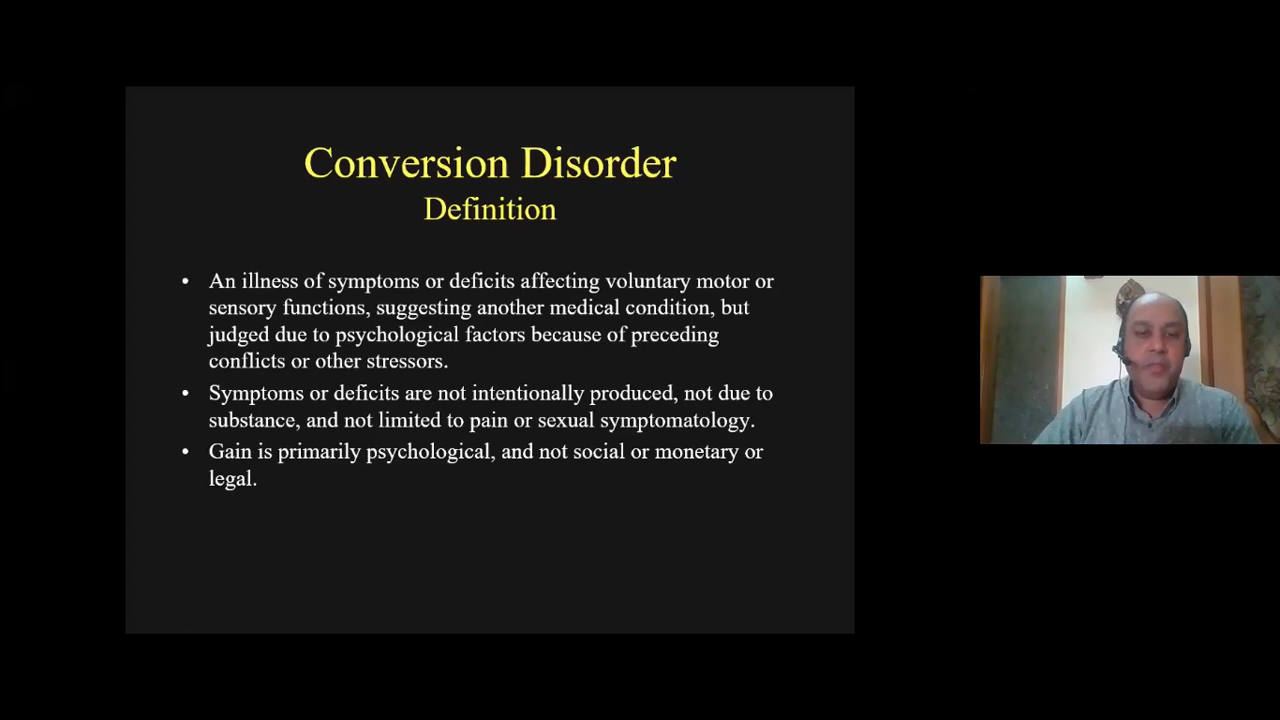 Conversion Disorder
Definition
• An illness of symptoms or deficits affecting voluntary motor or
sensory functions, suggesting another medical condition, but
judged due to psychological factors because of preceding
conflicts or other stressors.
• Symptoms or deficits are not intentionally produced, not due to
substance, and not limited to pain or sexual symptomatology.
• Gain is primarily psychological, and not social or monetary or
legal.